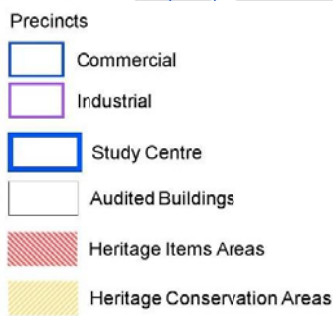 Precincts
Commercial
Industrial
Study Centre
Audited Buildings
Heritage Items Areas
Heritage Conservation Areas